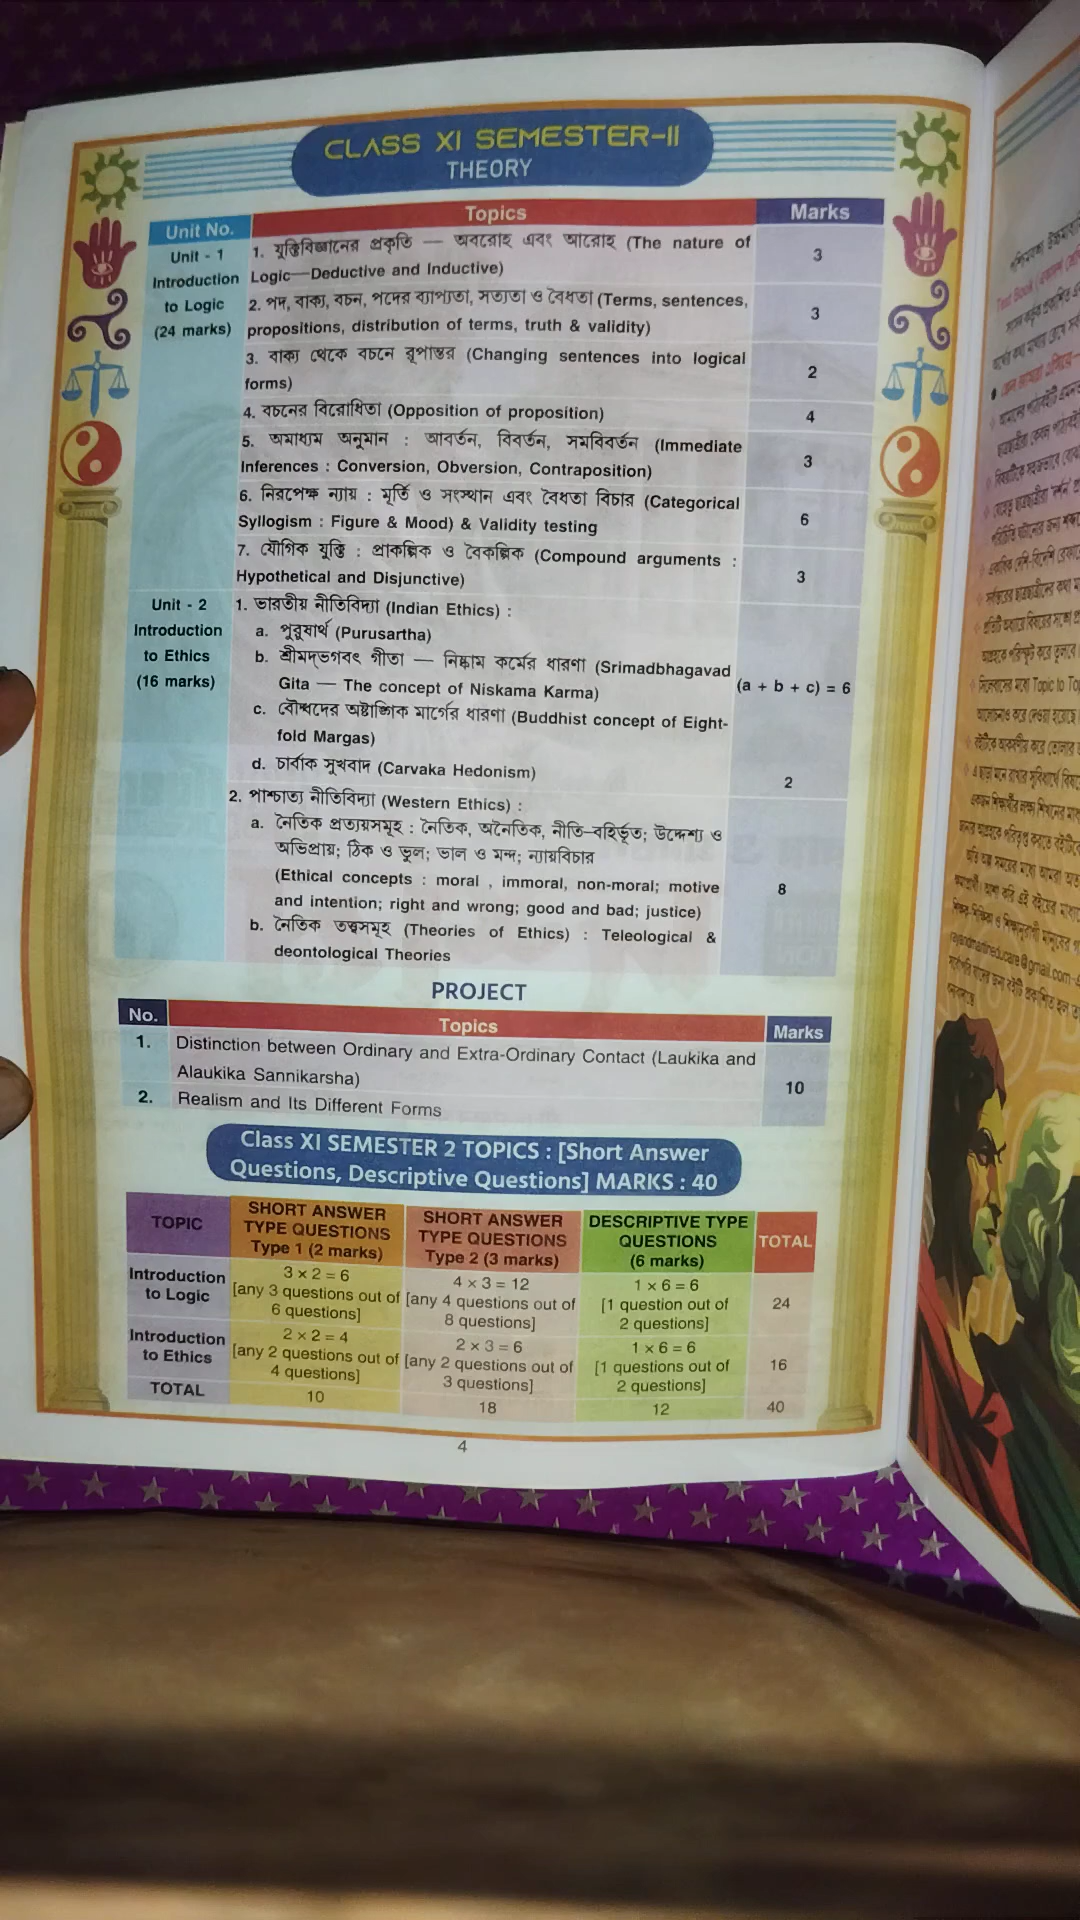 CLASS XI SEMESTER-II
THEORY
Unit No.
Topics
Marks
Unit - 1
Introduction
to Logic
(24 marks)
1. যুক্তিবিজ্ঞানের প্রকৃতি — অবরোহ এবং আরোহ (The nature of
Logic—Deductive and Inductive)
3
2. পদ, বাক্য, বচন, পদের ব্যাপ্যতা, সত্যতা ও বৈধতা (Terms, sentences,
propositions, distribution of terms, truth & validity)
3
3. বাক্য থেকে বচনে রূপান্তর (Changing sentences into logical
forms)
2
4. বচনের বিরোধিতা (Opposition of proposition)
4
5. অমাধ্যম অনুমান : আবর্তন, বিবর্তন, সমবিবর্তন (Immediate
Inferences : Conversion, Obversion, Contraposition)
3
6. নিরপেক্ষ ন্যায় : মূর্তি ও সংস্থান এবং বৈধতা বিচার (Categorical
Syllogism : Figure & Mood) & Validity testing
6
7. যৌগিক যুক্তি : প্রাকল্পিক ও বৈকল্পিক (Compound arguments :
Hypothetical and Disjunctive)
3
Unit - 2
Introduction
to Ethics
(16 marks)
1. ভারতীয় নীতিবিদ্যা (Indian Ethics) :
a. পুরুষার্থ (Purusartha)
b. শ্রীমদ্‌ভগবৎ গীতা — নিষ্কাম কর্মের ধারণা (Srimadbhagavad
Gita — The concept of Niskama Karma)
(a + b + c) = 6
c. বৌদ্ধদের অষ্টাঙ্গিক মার্গের ধারণা (Buddhist concept of Eight-
fold Margas)
d. চার্বাক সুখবাদ (Carvaka Hedonism)
2
2. পাশ্চাত্য নীতিবিদ্যা (Western Ethics) :
a. নৈতিক প্রত্যয়সমূহ : নৈতিক, অনৈতিক, নীতি-বহির্ভূত; উদ্দেশ্য ও
অভিপ্রায়; ঠিক ও ভুল; ভাল ও মন্দ; ন্যায়বিচার
(Ethical concepts : moral , immoral, non-moral; motive
and intention; right and wrong; good and bad; justice)
8
b. নৈতিক তত্ত্বসমূহ (Theories of Ethics) : Teleological &
deontological Theories
PROJECT
No.
Topics
Marks
1. Distinction between Ordinary and Extra-Ordinary Contact (Laukika and
Alaukika Sannikarsha)
10
2. Realism and Its Different Forms
Class XI SEMESTER 2 TOPICS : [Short Answer
Questions, Descriptive Questions] MARKS : 40
TOPIC
SHORT ANSWER
TYPE QUESTIONS
Type 1 (2 marks)
SHORT ANSWER
TYPE QUESTIONS
Type 2 (3 marks)
DESCRIPTIVE TYPE
QUESTIONS
(6 marks)
TOTAL
Introduction
to Logic
3 × 2 = 6
[any 3 questions out of
6 questions]
4 × 3 = 12
[any 4 questions out of
8 questions]
1 × 6 = 6
[1 question out of
2 questions]
24
Introduction
to Ethics
2 × 2 = 4
[any 2 questions out of
4 questions]
2 × 3 = 6
[any 2 questions out of
3 questions]
1 × 6 = 6
[1 questions out of
2 questions]
16
TOTAL
10
18
12
40
4